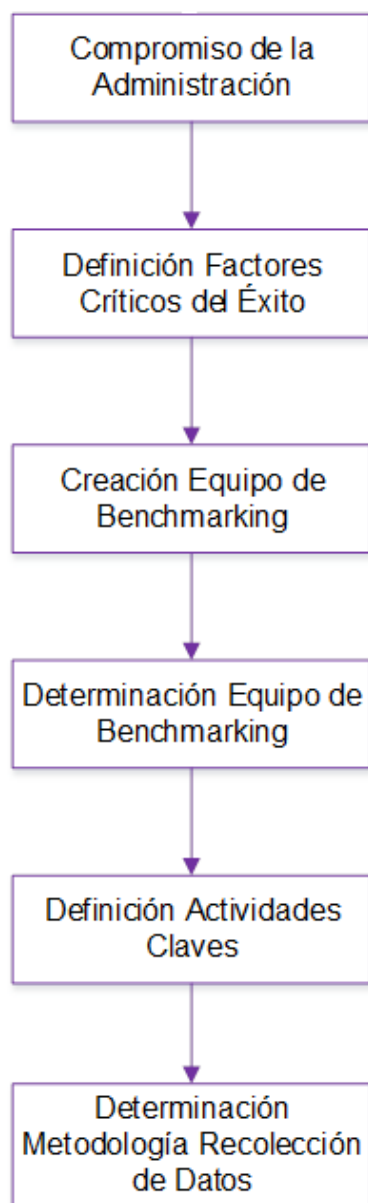 Compromiso de la
Administración
Definición Factores
Críticos del Éxito
Creación Equipo de
Benchmarking
Determinación Equipo de
Benchmarking
Definición Actividades
Claves
Determinación
Metodología Recolección
de Datos